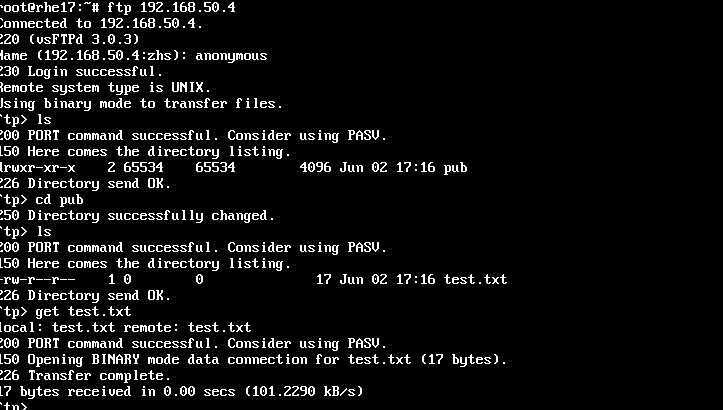 root@rhe17:~# ftp 192.168.50.4
Connected to 192.168.50.4.
220 (vsFTPd 3.0.3)
Name (192.168.50.4:zhs): anonymous
230 Login successful.
Remote system type is UNIX.
Using binary mode to transfer files.
ftp> ls
200 PORT command successful. Consider using PASV.
150 Here comes the directory listing.
drwxr-xr-x    2 65534    65534        4096 Jun 02 17:16 pub
226 Directory send OK.
ftp> cd pub
250 Directory successfully changed.
ftp> ls
200 PORT command successful. Consider using PASV.
150 Here comes the directory listing.
-rw-r--r--    1 0        0              17 Jun 02 17:16 test.txt
226 Directory send OK.
ftp> get test.txt
local: test.txt remote: test.txt
200 PORT command successful. Consider using PASV.
150 Opening BINARY mode data connection for test.txt (17 bytes).
226 Transfer complete.
17 bytes received in 0.00 secs (101.2290 kB/s)
ftp>